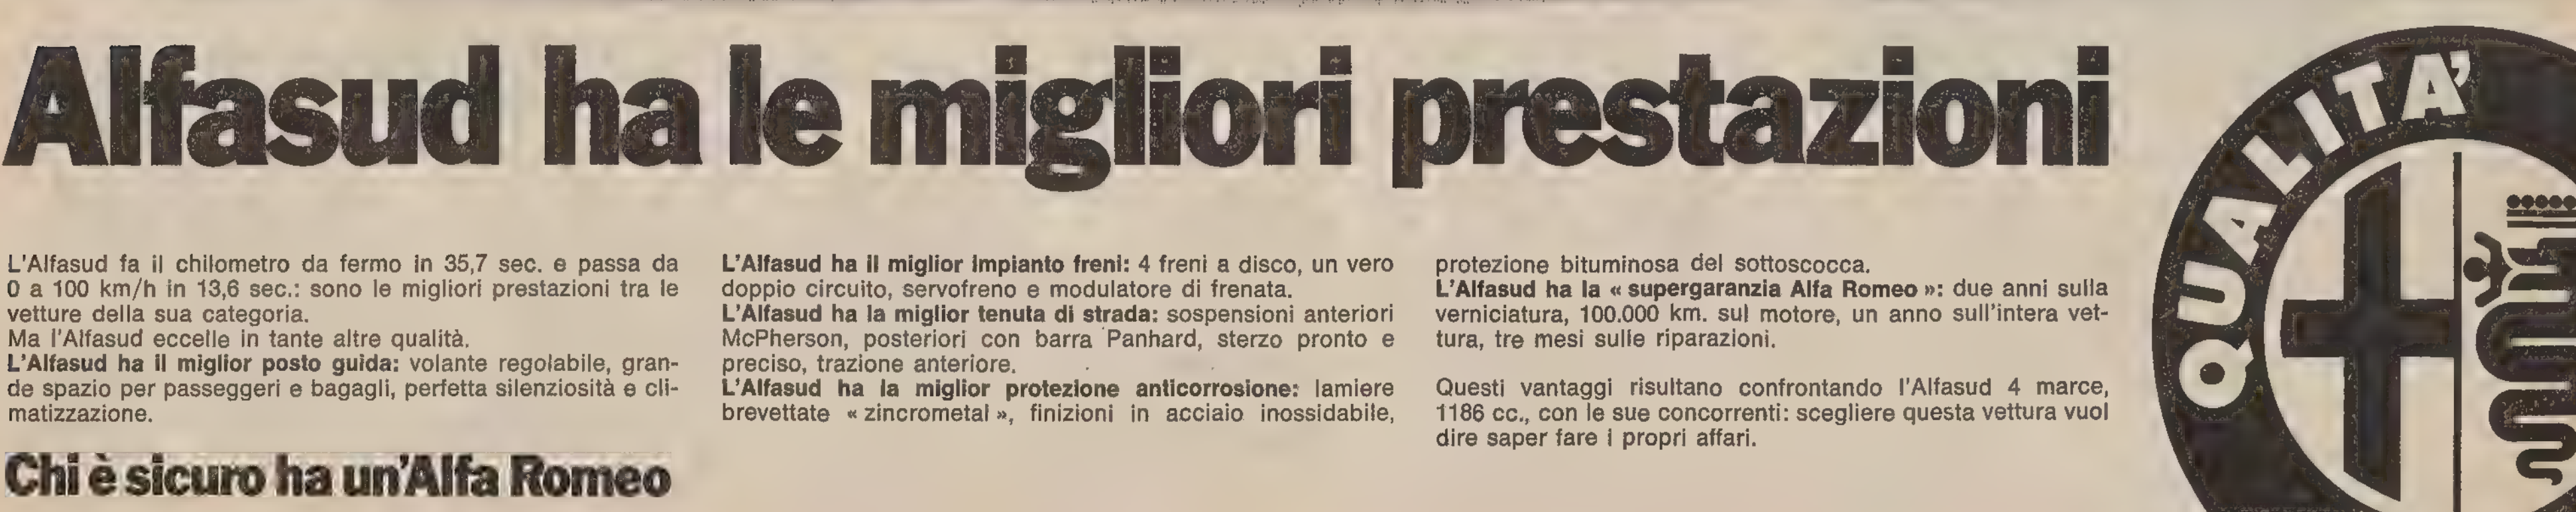 Alfasud ha le migliori prestazioni
L'Alfasud fa il chilometro da fermo in 35,7 sec. e passa da
0 a 100 km/h in 13,6 sec.: sono le migliori prestazioni tra le
vetture della sua categoria.
Ma l'Alfasud eccelle in tante altre qualità.
L'Alfasud ha il miglior posto guida: volante regolabile, gran-
de spazio per passeggeri e bagagli, perfetta silenziosità e cli-
matizzazione.
L'Alfasud ha il miglior impianto freni: 4 freni a disco, un vero
doppio circuito, servofreno e modulatore di frenata.
L'Alfasud ha la miglior tenuta di strada: sospensioni anteriori
McPherson, posteriori con barra Panhard, sterzo pronto e
preciso, trazione anteriore.
L'Alfasud ha la miglior protezione anticorrosione: lamiere
brevettate « zincrometal », finizioni in acciaio inossidabile,
protezione bituminosa del sottoscocca.
L'Alfasud ha la « supergaranzia Alfa Romeo »: due anni sulla
verniciatura, 100.000 km. sul motore, un anno sull'intera vet-
tura, tre mesi sulle riparazioni.
Questi vantaggi risultano confrontando l'Alfasud 4 marce,
1186 cc., con le sue concorrenti: scegliere questa vettura vuol
dire saper fare i propri affari.
Chi è sicuro ha un'Alfa Romeo
QUALITA'